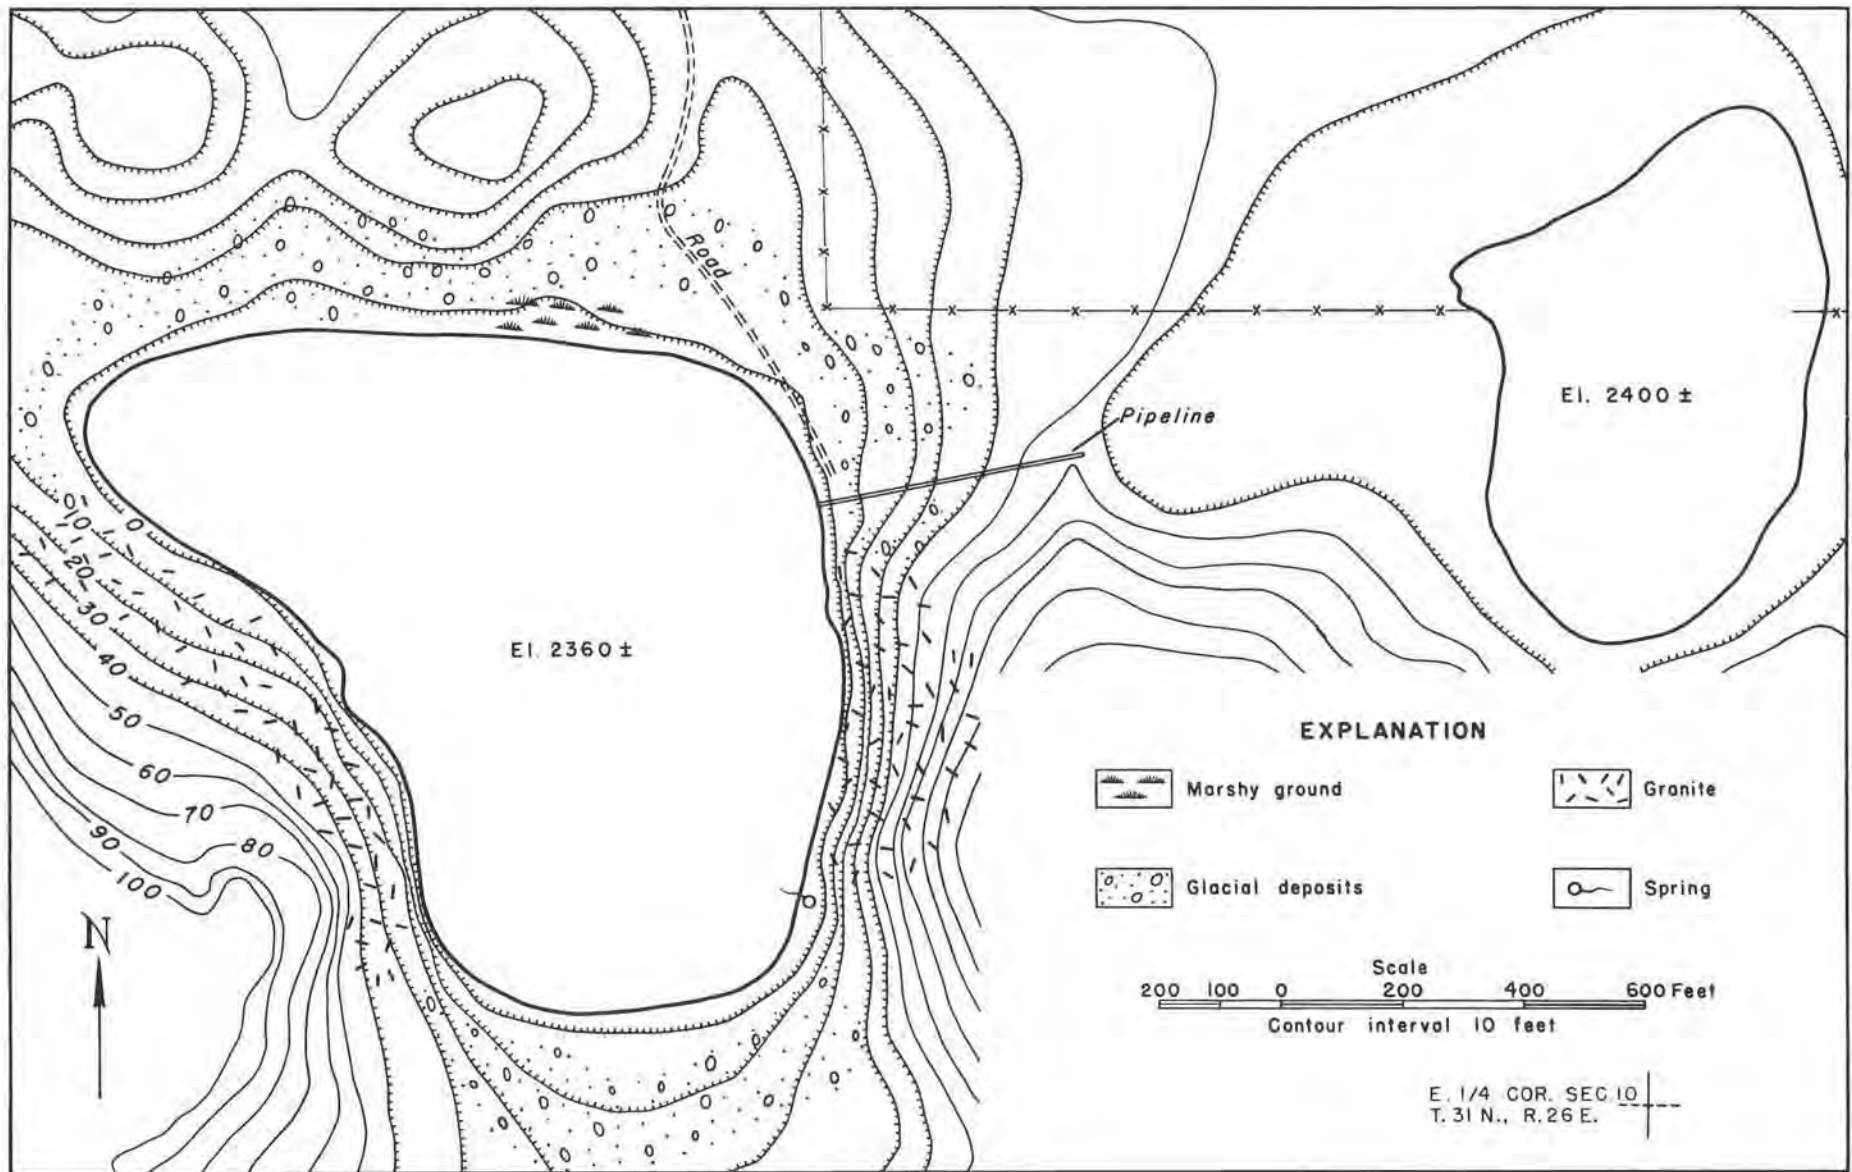 Road
Pipeline
El. 2400 ±
El. 2360 ±
0
10
20
30
40
50
60
70
80
90
100
0
N
EXPLANATION
Marshy ground
Granite
Glacial deposits
Spring
Scale
200 100 0 200 400 600 Feet
Contour interval 10 feet
E. 1/4 COR. SEC 10
T. 31 N., R. 26 E.